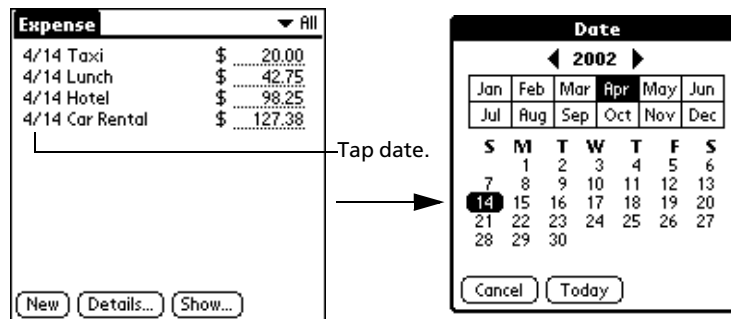 Expense ▼ All
4/14 Taxi $ 20.00
4/14 Lunch $ 42.75
4/14 Hotel $ 98.25
4/14 Car Rental $ 127.38
New Details... Show...
Tap date.
Date
2002
Jan Feb Mar Apr May Jun
Jul Aug Sep Oct Nov Dec
S M T W T F S
1 2 3 4 5 6
7 8 9 10 11 12 13
14 15 16 17 18 19 20
21 22 23 24 25 26 27
28 29 30
Cancel Today